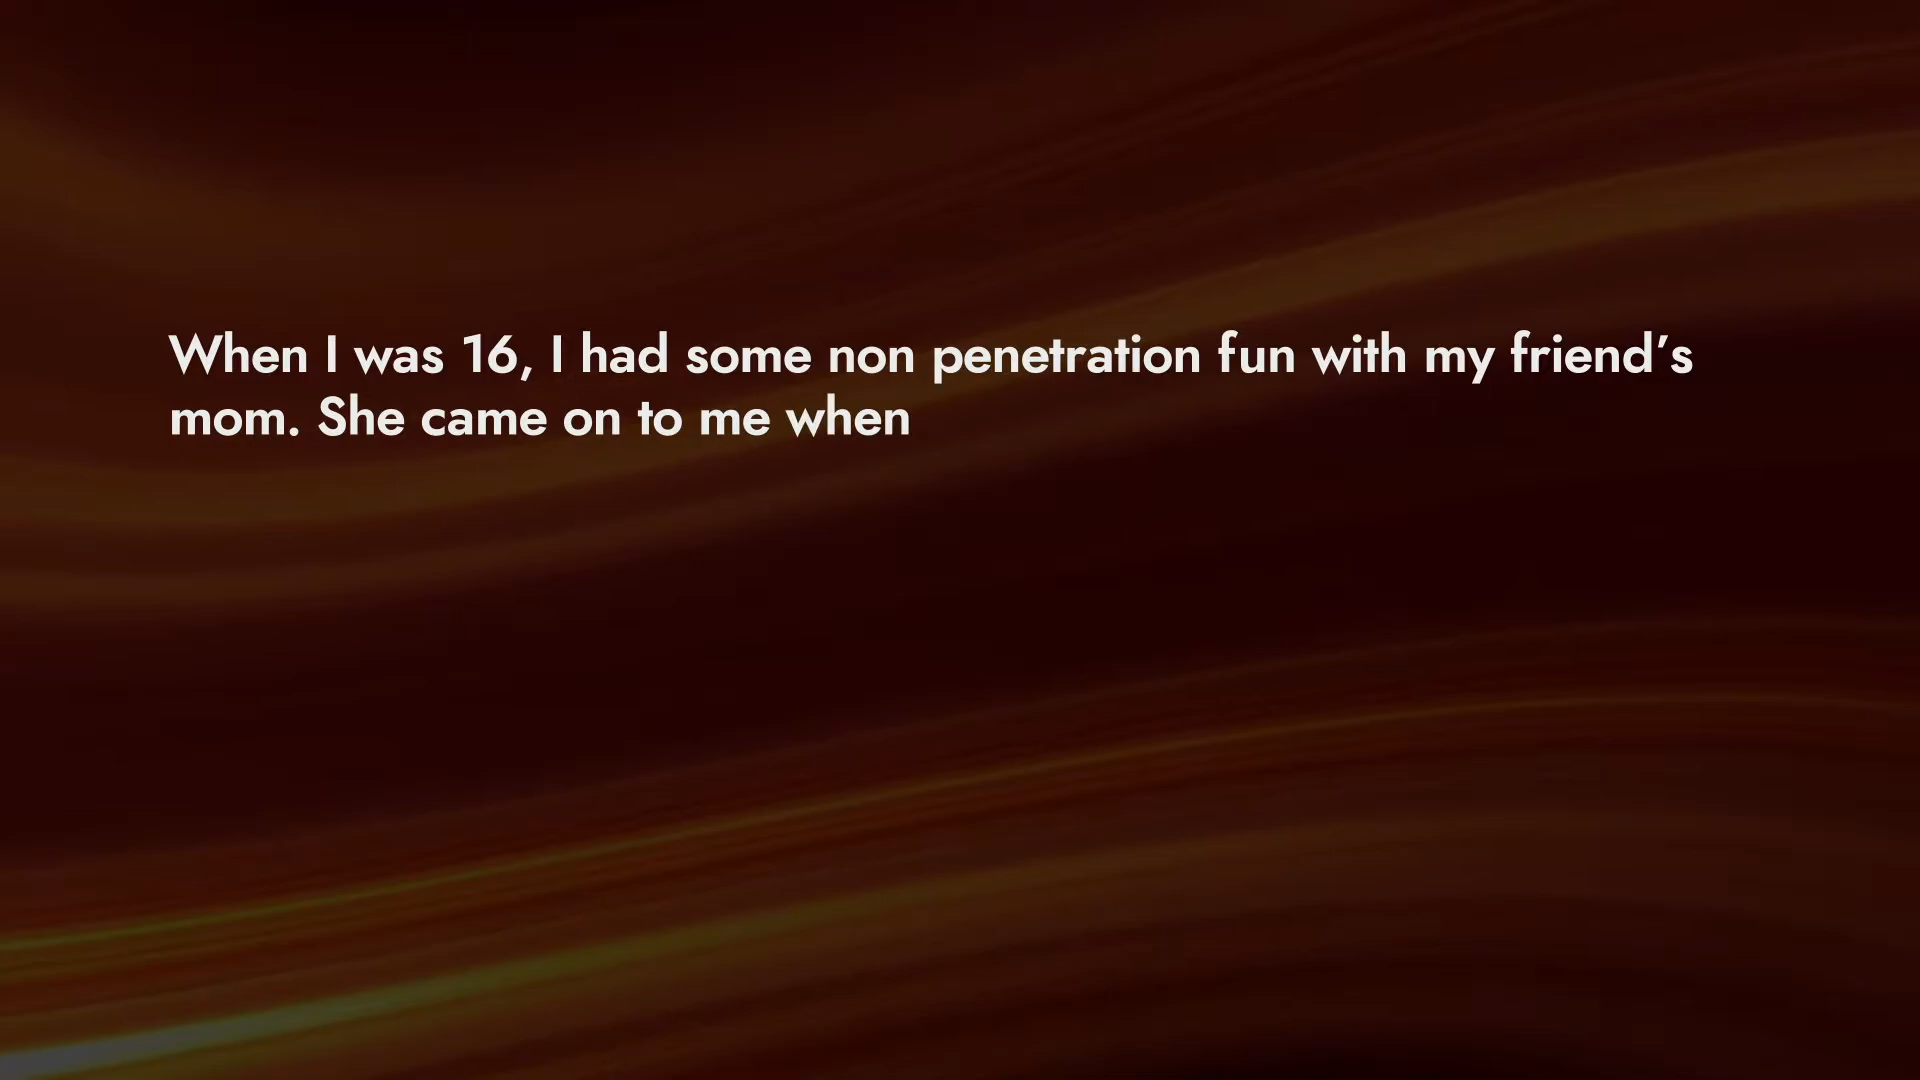 When I was 16, I had some non penetration fun with my friend’s
mom. She came on to me when